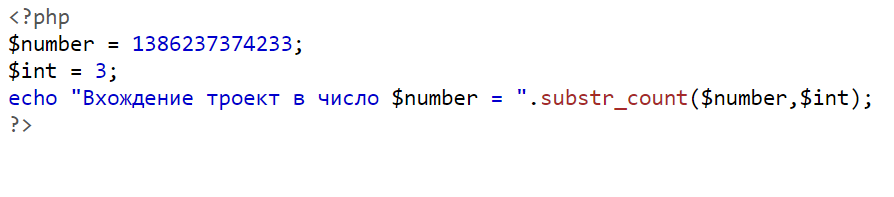 <?php
$number = 1386237374233;
$int = 3;
echo "Вхождение троект в число $number = ".substr_count($number,$int);
?>